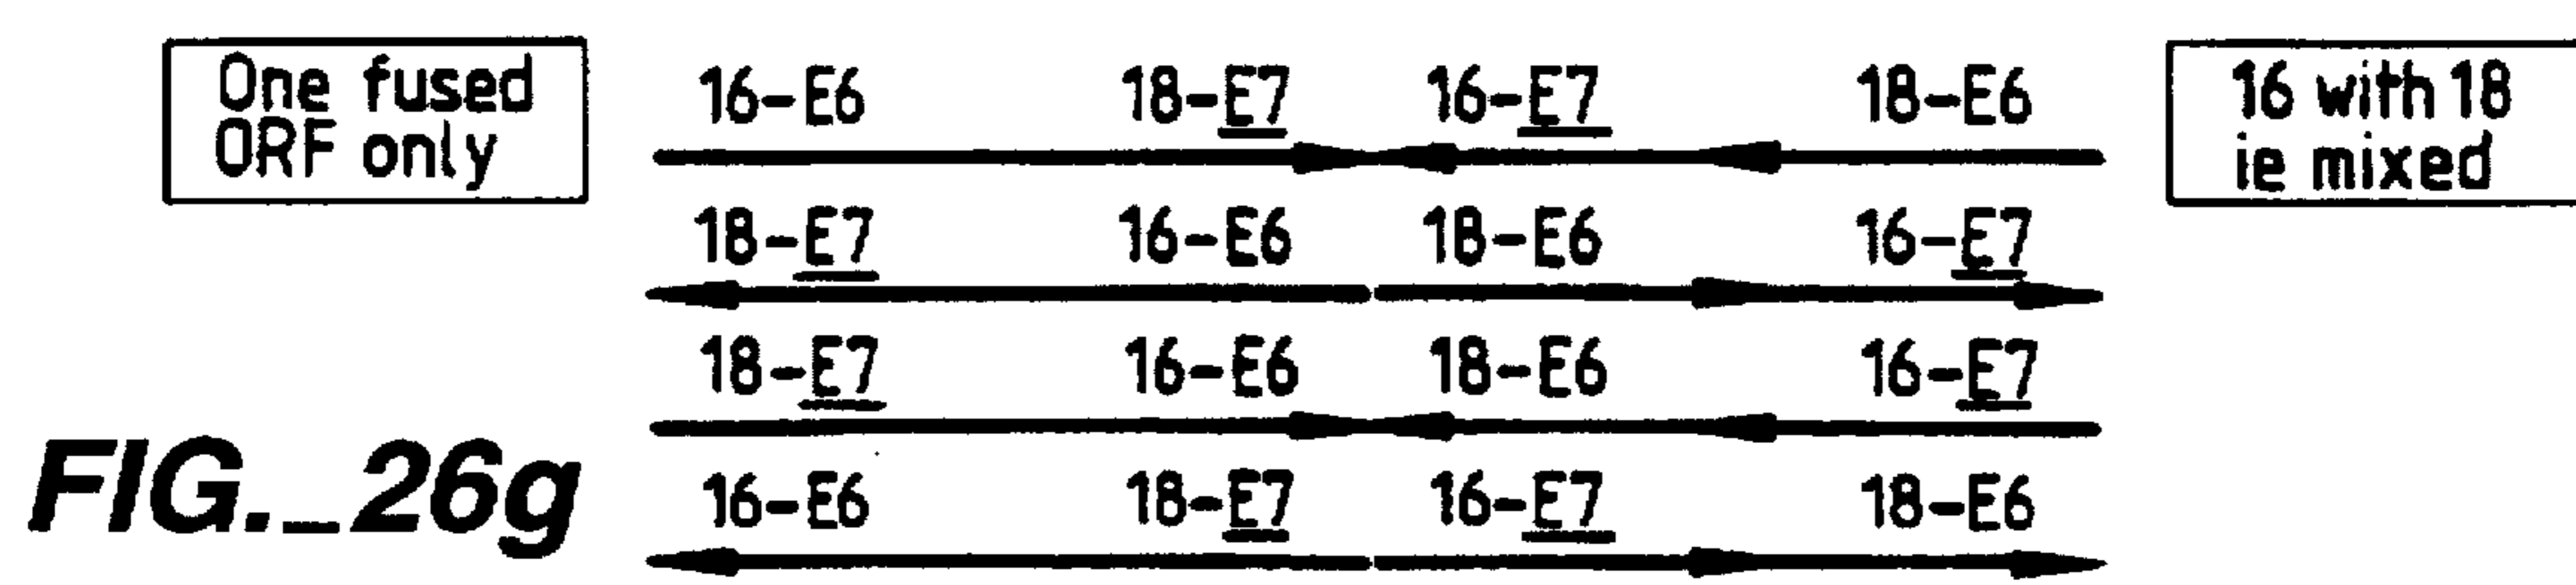 One fused
ORF only
16-E6 18-E7 16-E7 18-E6
16 with 18
ie mixed
18-E7 16-E6 18-E6 16-E7
18-E7 16-E6 18-E6 16-E7
16-E6 18-E7 16-E7 18-E6
FIG._26g